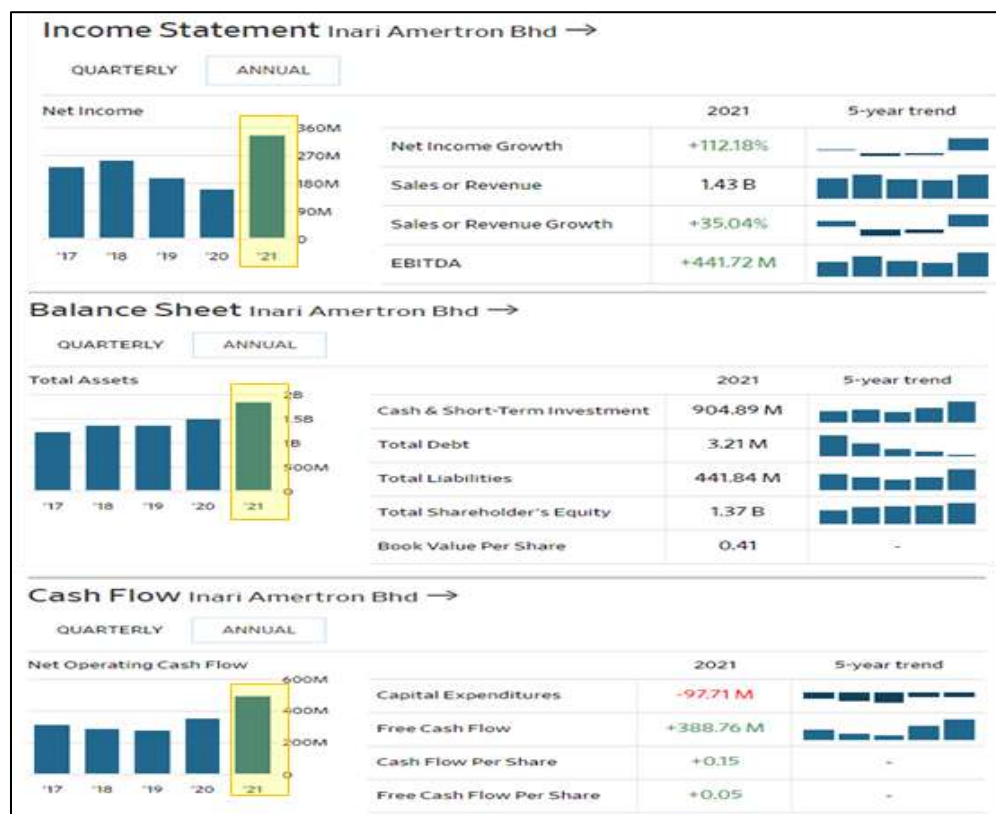 Income Statement Inari Amertron Bhd →
QUARTERLY ANNUAL
Net Income 2021 5-year trend
360M
270M
180M
90M
0
'17 '18 '19 '20 '21
Net Income Growth +112.18%
Sales or Revenue 1.43 B
Sales or Revenue Growth +35.04%
EBITDA +441.72 M
Balance Sheet Inari Amertron Bhd →
QUARTERLY ANNUAL
Total Assets 2021 5-year trend
2B
1.5B
1B
500M
0
'17 '18 '19 '20 '21
Cash & Short-Term Investment 904.89 M
Total Debt 3.21 M
Total Liabilities 441.84 M
Total Shareholder's Equity 1.37 B
Book Value Per Share 0.41 -
Cash Flow Inari Amertron Bhd →
QUARTERLY ANNUAL
Net Operating Cash Flow 2021 5-year trend
600M
400M
200M
0
'17 '18 '19 '20 '21
Capital Expenditures -97.71 M
Free Cash Flow +388.76 M
Cash Flow Per Share +0.15 -
Free Cash Flow Per Share +0.05 -